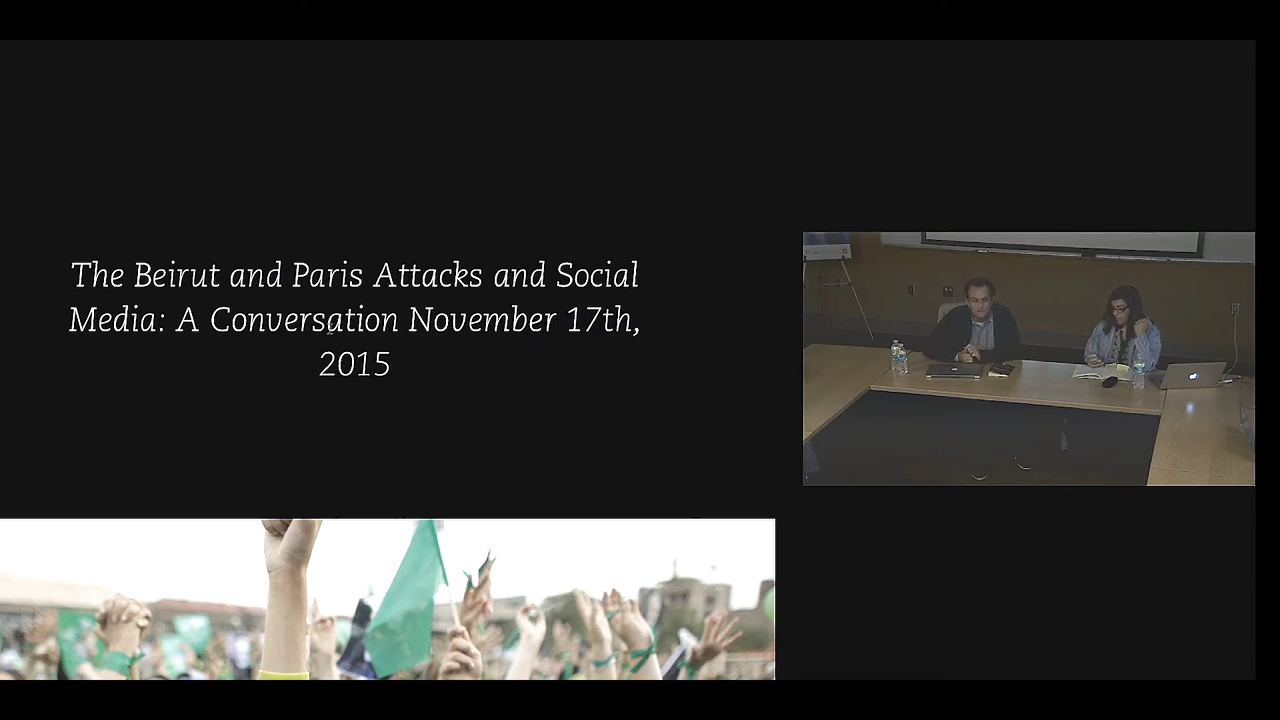 The Beirut and Paris Attacks and Social
Media: A Conversation November 17th,
2015